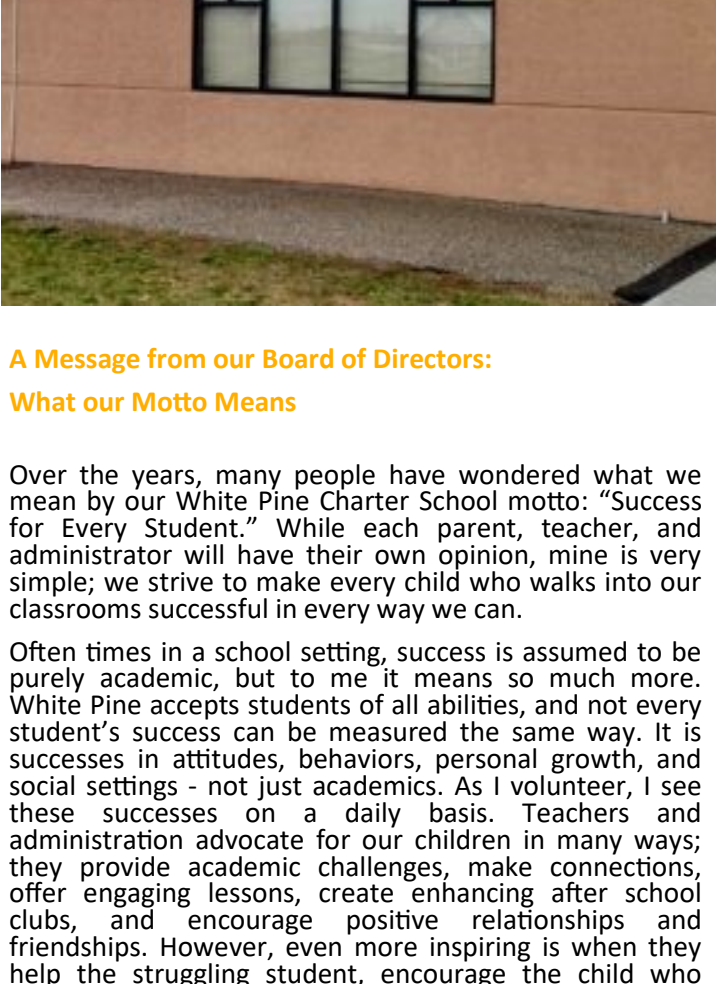 A Message from our Board of Directors:
What our Motto Means
Over the years, many people have wondered what we
mean by our White Pine Charter School motto: “Success
for Every Student.” While each parent, teacher, and
administrator will have their own opinion, mine is very
simple; we strive to make every child who walks into our
classrooms successful in every way we can.
Often times in a school setting, success is assumed to be
purely academic, but to me it means so much more.
White Pine accepts students of all abilities, and not every
student’s success can be measured the same way. It is
successes in attitudes, behaviors, personal growth, and
social settings - not just academics. As I volunteer, I see
these successes on a daily basis. Teachers and
administration advocate for our children in many ways;
they provide academic challenges, make connections,
offer engaging lessons, create enhancing after school
clubs, and encourage positive relationships and
friendships. However, even more inspiring is when they
help the struggling student, encourage the child who